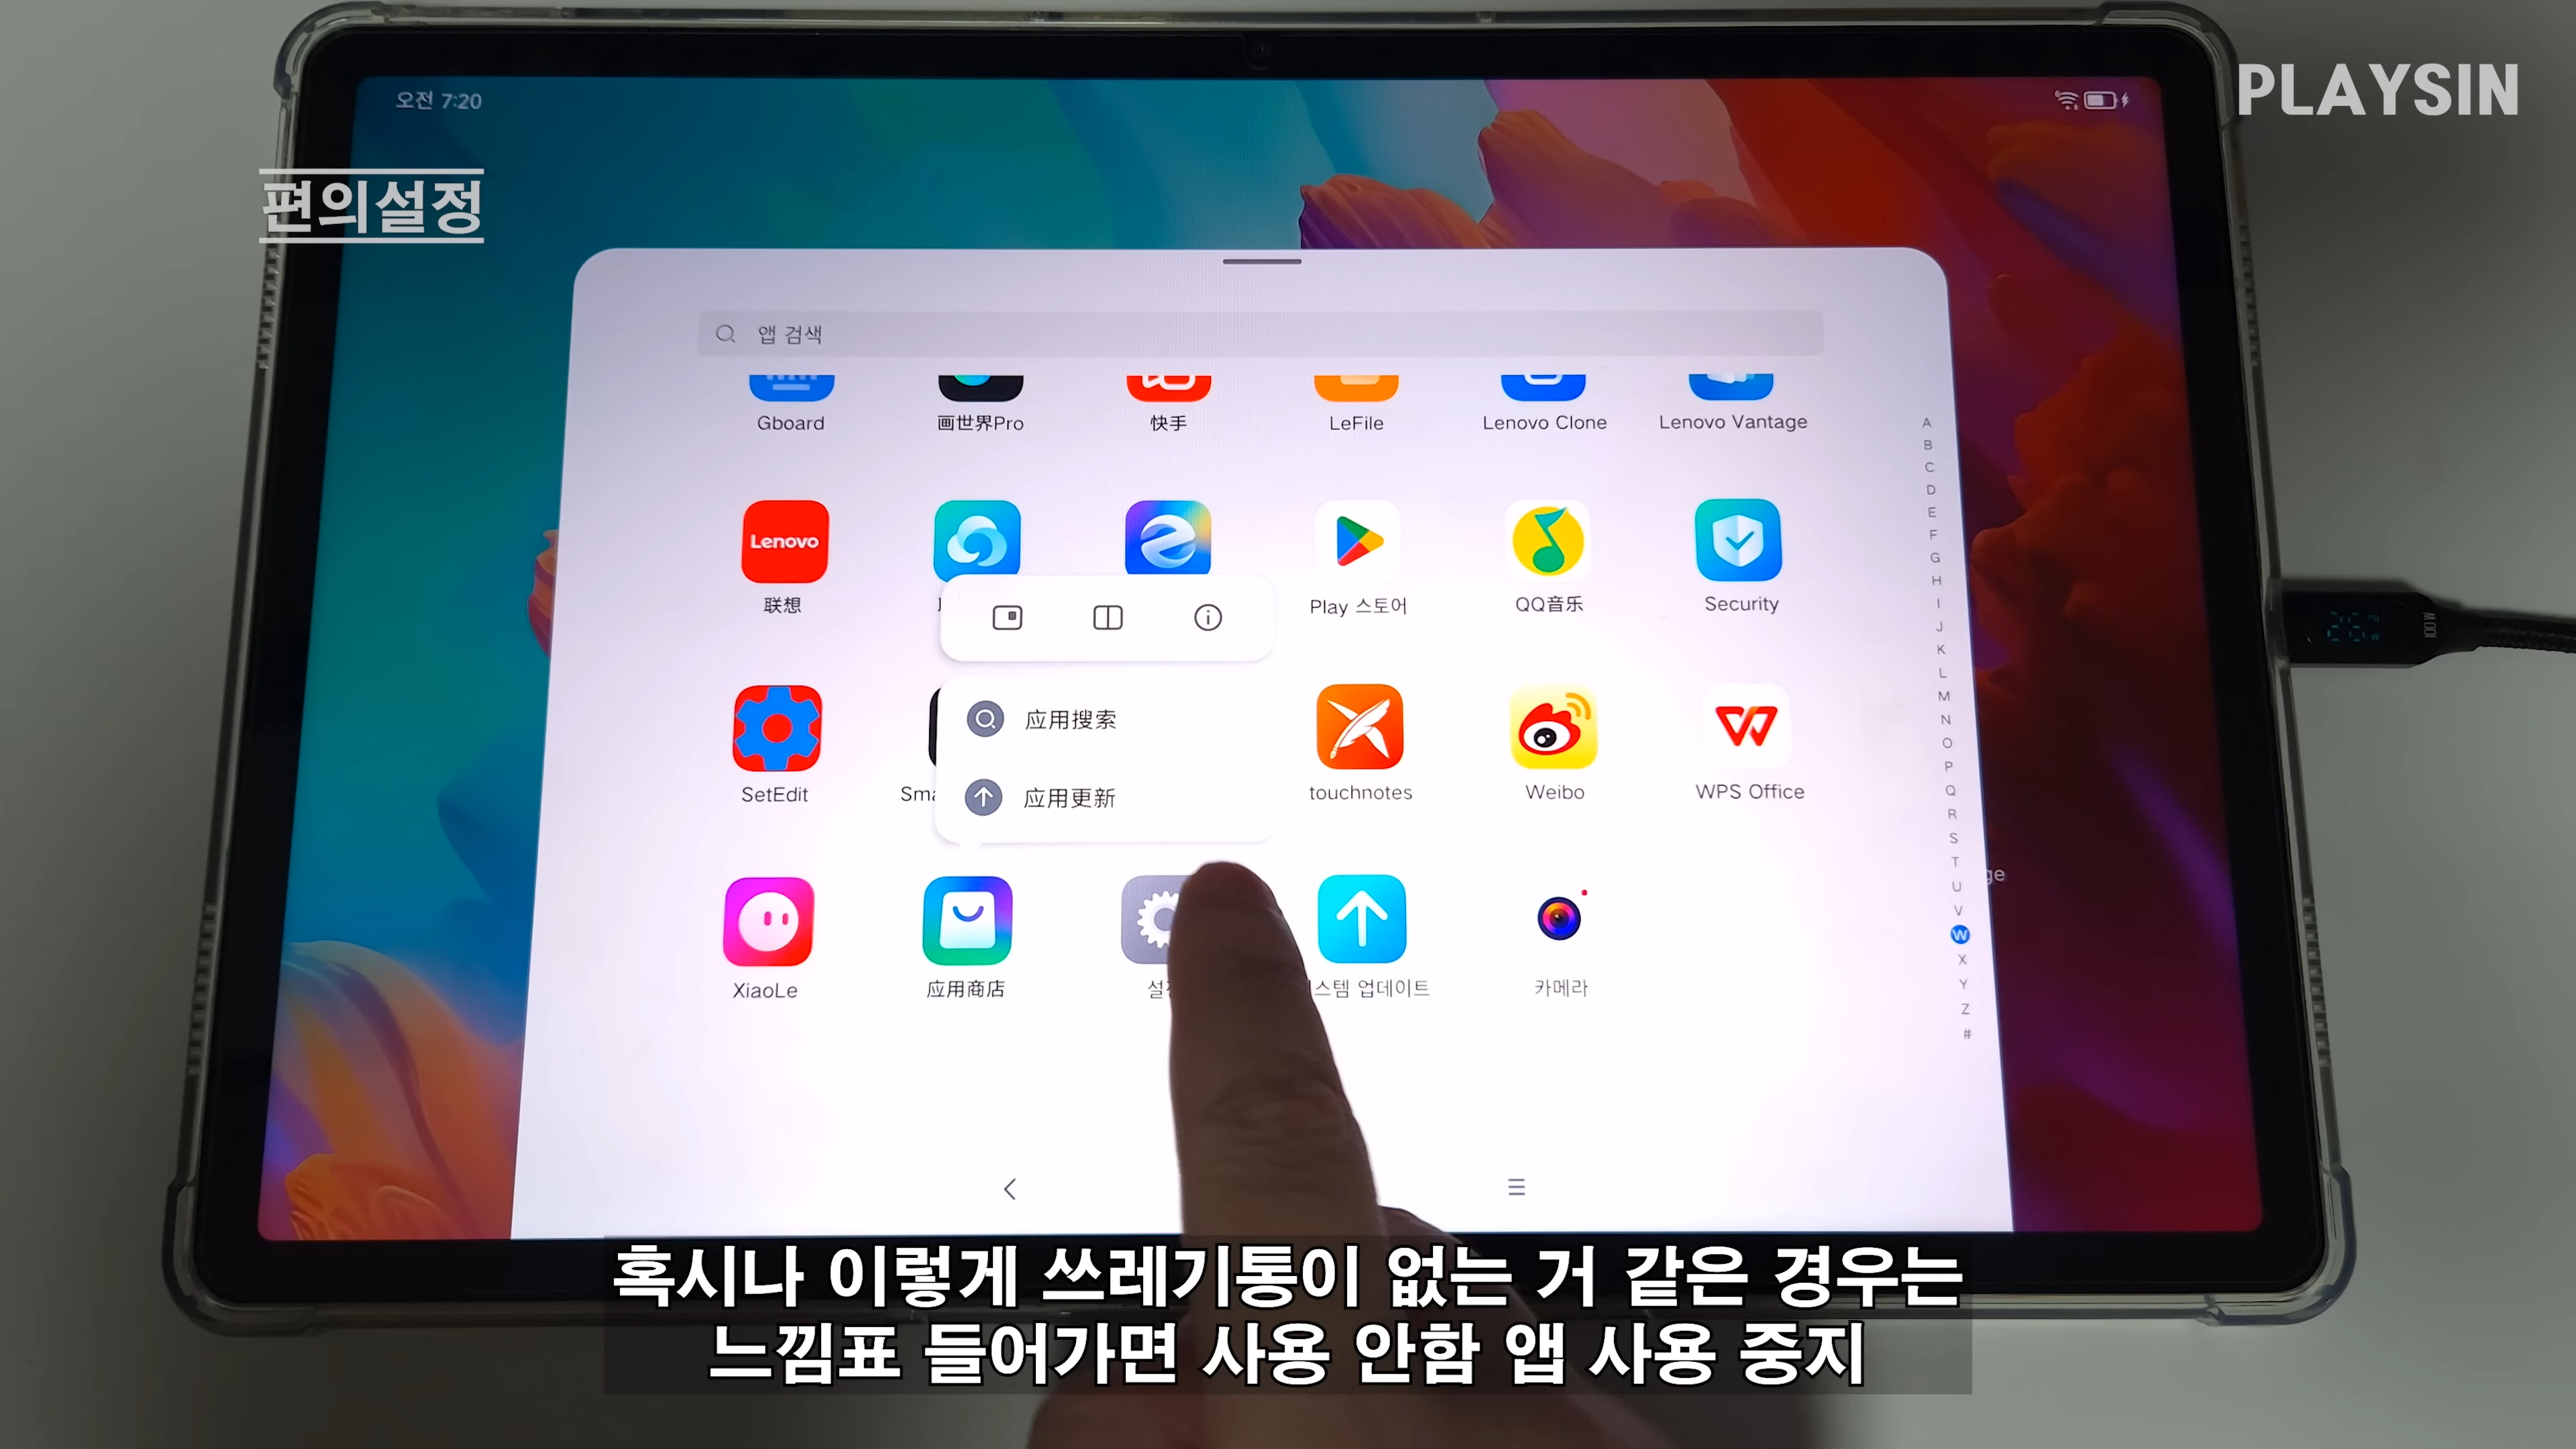 PLAYSIN
오전 7:20
편의설정
앱 검색
Gboard
画世界Pro
快手
LeFile
Lenovo Clone
Lenovo Vantage
Lenovo
联想
Play 스토어
QQ音乐
Security
应用搜索
应用更新
SetEdit
Sma
touchnotes
Weibo
WPS Office
XiaoLe
应用商店
설
스템 업데이트
카메라
ge
A
B
C
D
E
F
G
H
I
J
K
L
M
N
O
P
Q
R
S
T
U
V
W
X
Y
Z
#
100W
혹시나 이렇게 쓰레기통이 없는 거 같은 경우는
느낌표 들어가면 사용 안함 앱 사용 중지